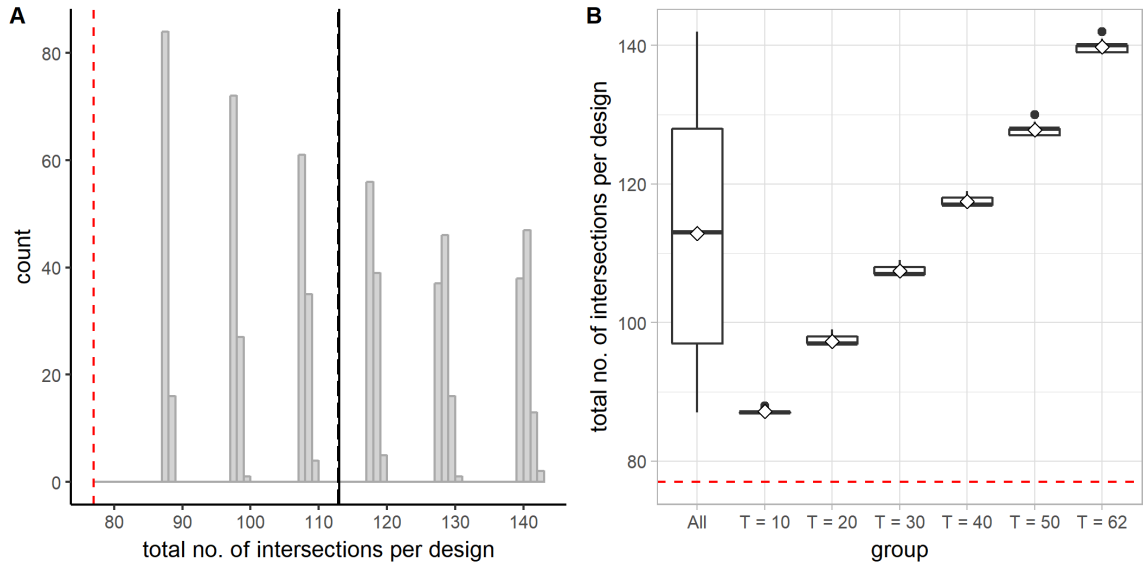 A
count
80
60
40
20
0
80 90 100 110 120 130 140
total no. of intersections per design
B
total no. of intersections per design
140
120
100
80
All T = 10 T = 20 T = 30 T = 40 T = 50 T = 62
group